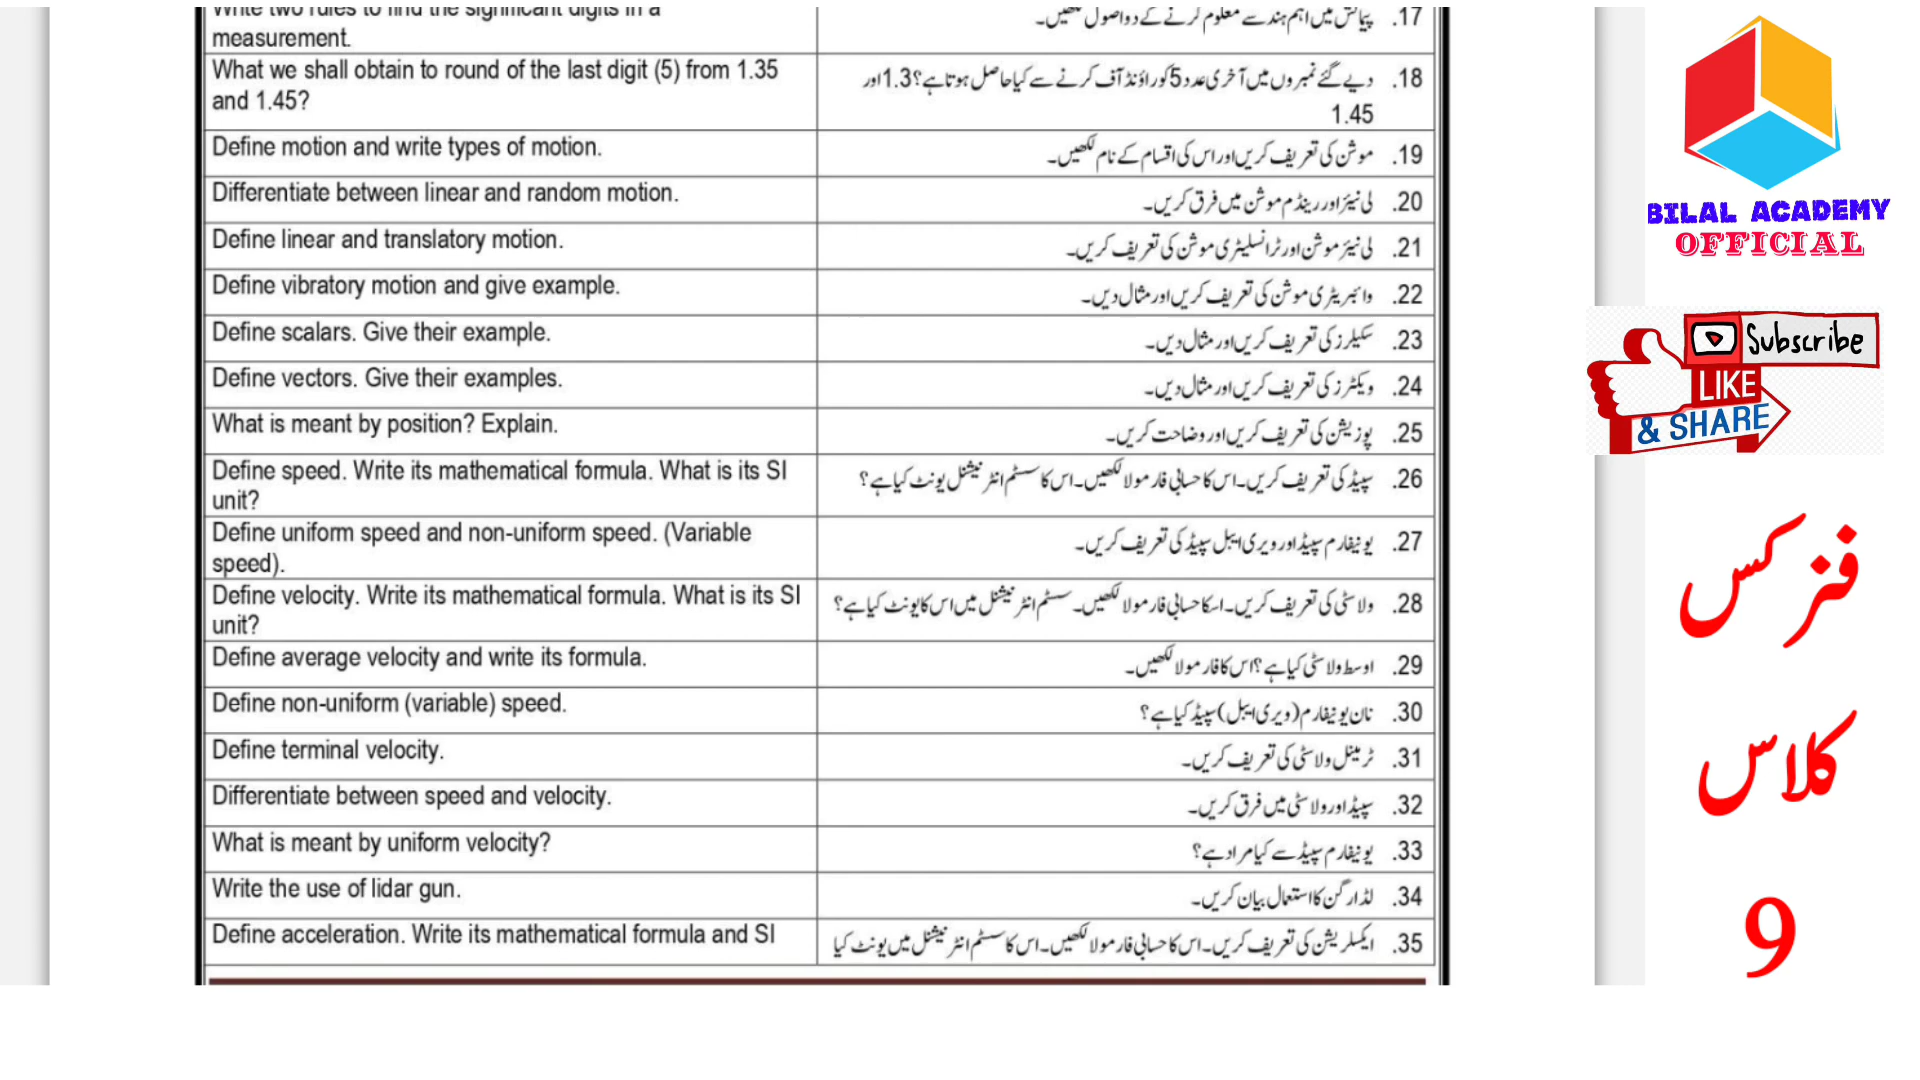 Write two rules to find the significant digits in a
measurement.
17. پیمائش میں اہم ہندسے معلوم کرنے کے دو اصول لکھیں۔
What we shall obtain to round of the last digit (5) from 1.35
and 1.45?
18. دیے گئے نمبروں میں آخری عدد 5 کو راؤنڈ آف کرنے سے کیا حاصل ہوتا ہے؟ 1.3 اور
1.45
Define motion and write types of motion.
19. موشن کی تعریف کریں اور اس کی اقسام کے نام لکھیں۔
Differentiate between linear and random motion.
20. لی نیئر اور رینڈم موشن میں فرق کریں۔
Define linear and translatory motion.
21. لی نیئر موشن اور ٹرانسلیٹری موشن کی تعریف کریں۔
Define vibratory motion and give example.
22. وائبریٹری موشن کی تعریف کریں اور مثال دیں۔
Define scalars. Give their example.
23. سکیلرز کی تعریف کریں اور مثال دیں۔
Define vectors. Give their examples.
24. ویکٹرز کی تعریف کریں اور مثال دیں۔
What is meant by position? Explain.
25. پوزیشن کی تعریف کریں اور وضاحت کریں۔
Define speed. Write its mathematical formula. What is its SI
unit?
26. سپیڈ کی تعریف کریں۔ اس کا حسابی فارمولا لکھیں۔ اس کا سسٹم انٹرنیشنل یونٹ کیا ہے؟
Define uniform speed and non-uniform speed. (Variable
speed).
27. یونیفارم سپیڈ اور ویری ایبل سپیڈ کی تعریف کریں۔
Define velocity. Write its mathematical formula. What is its SI
unit?
28. ولاسٹی کی تعریف کریں۔ اسکا حسابی فارمولا لکھیں۔ سسٹم انٹرنیشنل میں اس کا یونٹ کیا ہے؟
Define average velocity and write its formula.
29. اوسط ولاسٹی کیا ہے؟ اس کا فارمولا لکھیں۔
Define non-uniform (variable) speed.
30. نان یونیفارم (ویری ایبل) سپیڈ کیا ہے؟
Define terminal velocity.
31. ٹرمینل ولاسٹی کی تعریف کریں۔
Differentiate between speed and velocity.
32. سپیڈ اور ولاسٹی میں فرق کریں۔
What is meant by uniform velocity?
33. یونیفارم سپیڈ سے کیا مراد ہے؟
Write the use of lidar gun.
34. لڈار گن کا استعمال بیان کریں۔
Define acceleration. Write its mathematical formula and SI
35. ایکسلریشن کی تعریف کریں۔ اس کا حسابی فارمولا لکھیں۔ اس کا سسٹم انٹرنیشنل میں یونٹ کیا
BILAL ACADEMY
OFFICIAL
Subscribe
LIKE
& SHARE
فزکس
کلاس
9